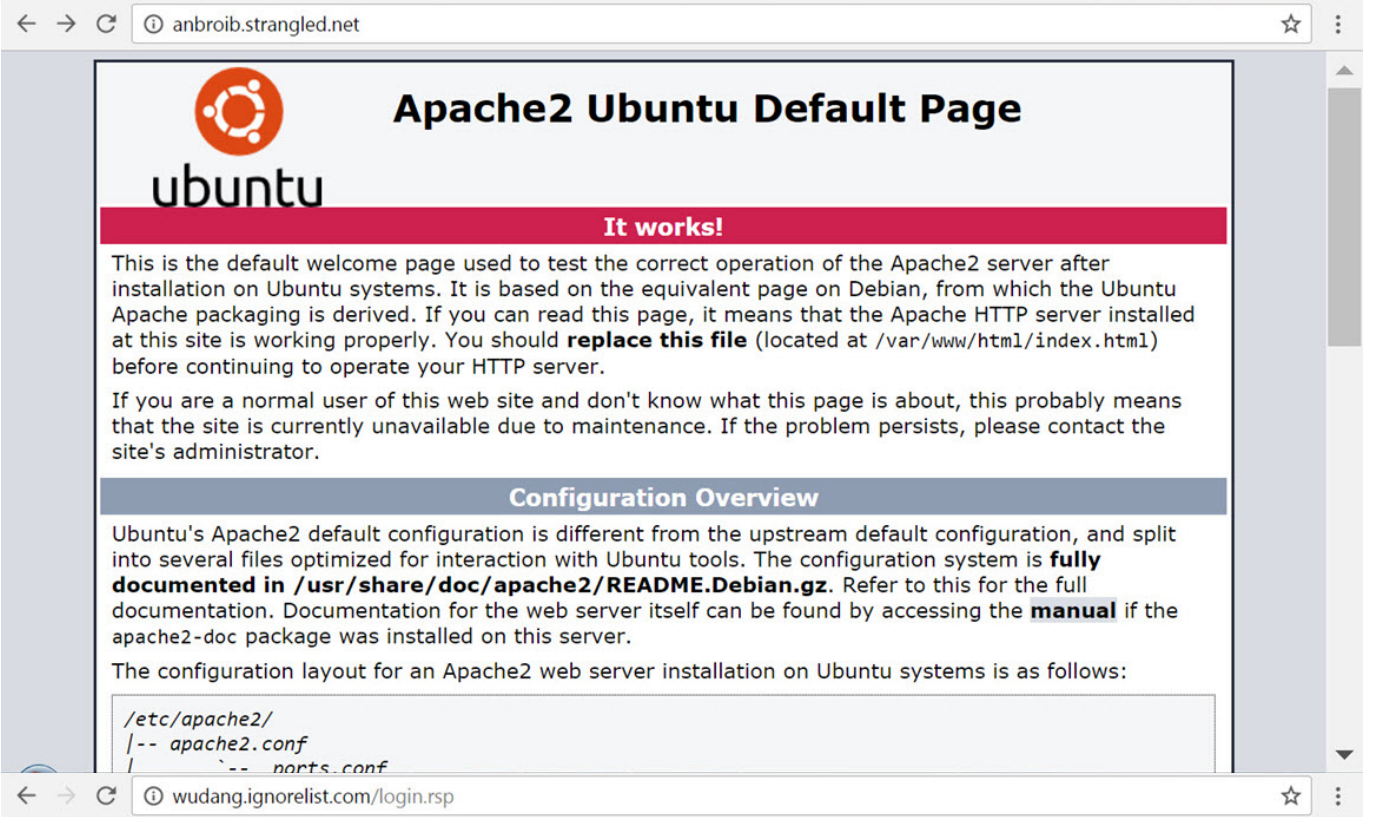 anbroib.strangled.net
Apache2 Ubuntu Default Page
ubuntu
It works!
This is the default welcome page used to test the correct operation of the Apache2 server after
installation on Ubuntu systems. It is based on the equivalent page on Debian, from which the Ubuntu
Apache packaging is derived. If you can read this page, it means that the Apache HTTP server installed
at this site is working properly. You should replace this file (located at /var/www/html/index.html)
before continuing to operate your HTTP server.
If you are a normal user of this web site and don't know what this page is about, this probably means
that the site is currently unavailable due to maintenance. If the problem persists, please contact the
site's administrator.
Configuration Overview
Ubuntu's Apache2 default configuration is different from the upstream default configuration, and split
into several files optimized for interaction with Ubuntu tools. The configuration system is fully
documented in /usr/share/doc/apache2/README.Debian.gz. Refer to this for the full
documentation. Documentation for the web server itself can be found by accessing the manual if the
apache2-doc package was installed on this server.
The configuration layout for an Apache2 web server installation on Ubuntu systems is as follows:
/etc/apache2/
|-- apache2.conf
|       `--  ports.conf
wudang.ignorelist.com/login.rsp